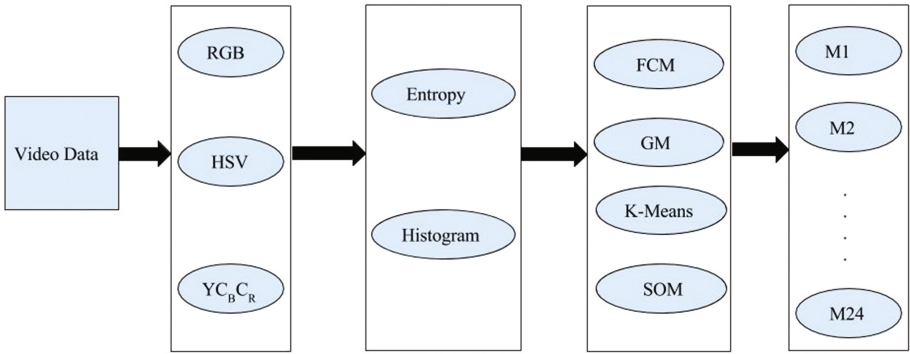 Video Data
RGB
HSV
YCBCR
Entropy
Histogram
FCM
GM
K-Means
SOM
M1
M2
M24